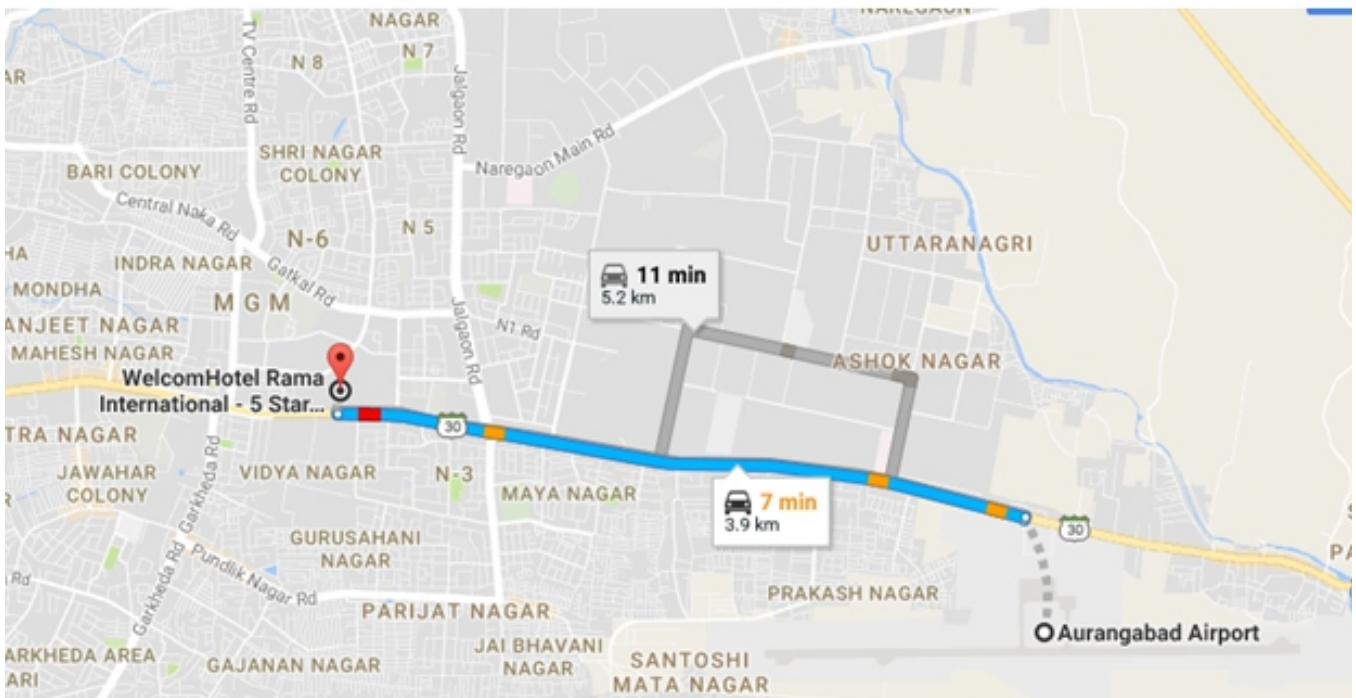 NAREGAON
NAGAR
N 7
TV Centre Rd
N 8
Jalgaon Rd
Naregaon Main Rd
SHRI NAGAR
COLONY
BARI COLONY
Central Naka Rd
N 5
N-6
UTTARANAGRI
INDRA NAGAR
Gatkal Rd
11 min
5.2 km
MONDHA
MGM
Jalgaon Rd
N1 Rd
ANJEET NAGAR
MAHESH NAGAR
ASHOK NAGAR
WelcomHotel Rama
International - 5 Star...
30
TRA NAGAR
JAWAHAR
COLONY
Garkheda Rd
VIDYA NAGAR
N-3
MAYA NAGAR
7 min
3.9 km
30
GURUSAHANI
NAGAR
Pundlik Nagar Rd
Garkheda Rd
Rd
PARIJAT NAGAR
PRAKASH NAGAR
PA
Aurangabad Airport
JAI BHAVANI
NAGAR
ARKHEDA AREA
ARI
GAJANAN NAGAR
SANTOSHI
MATA NAGAR